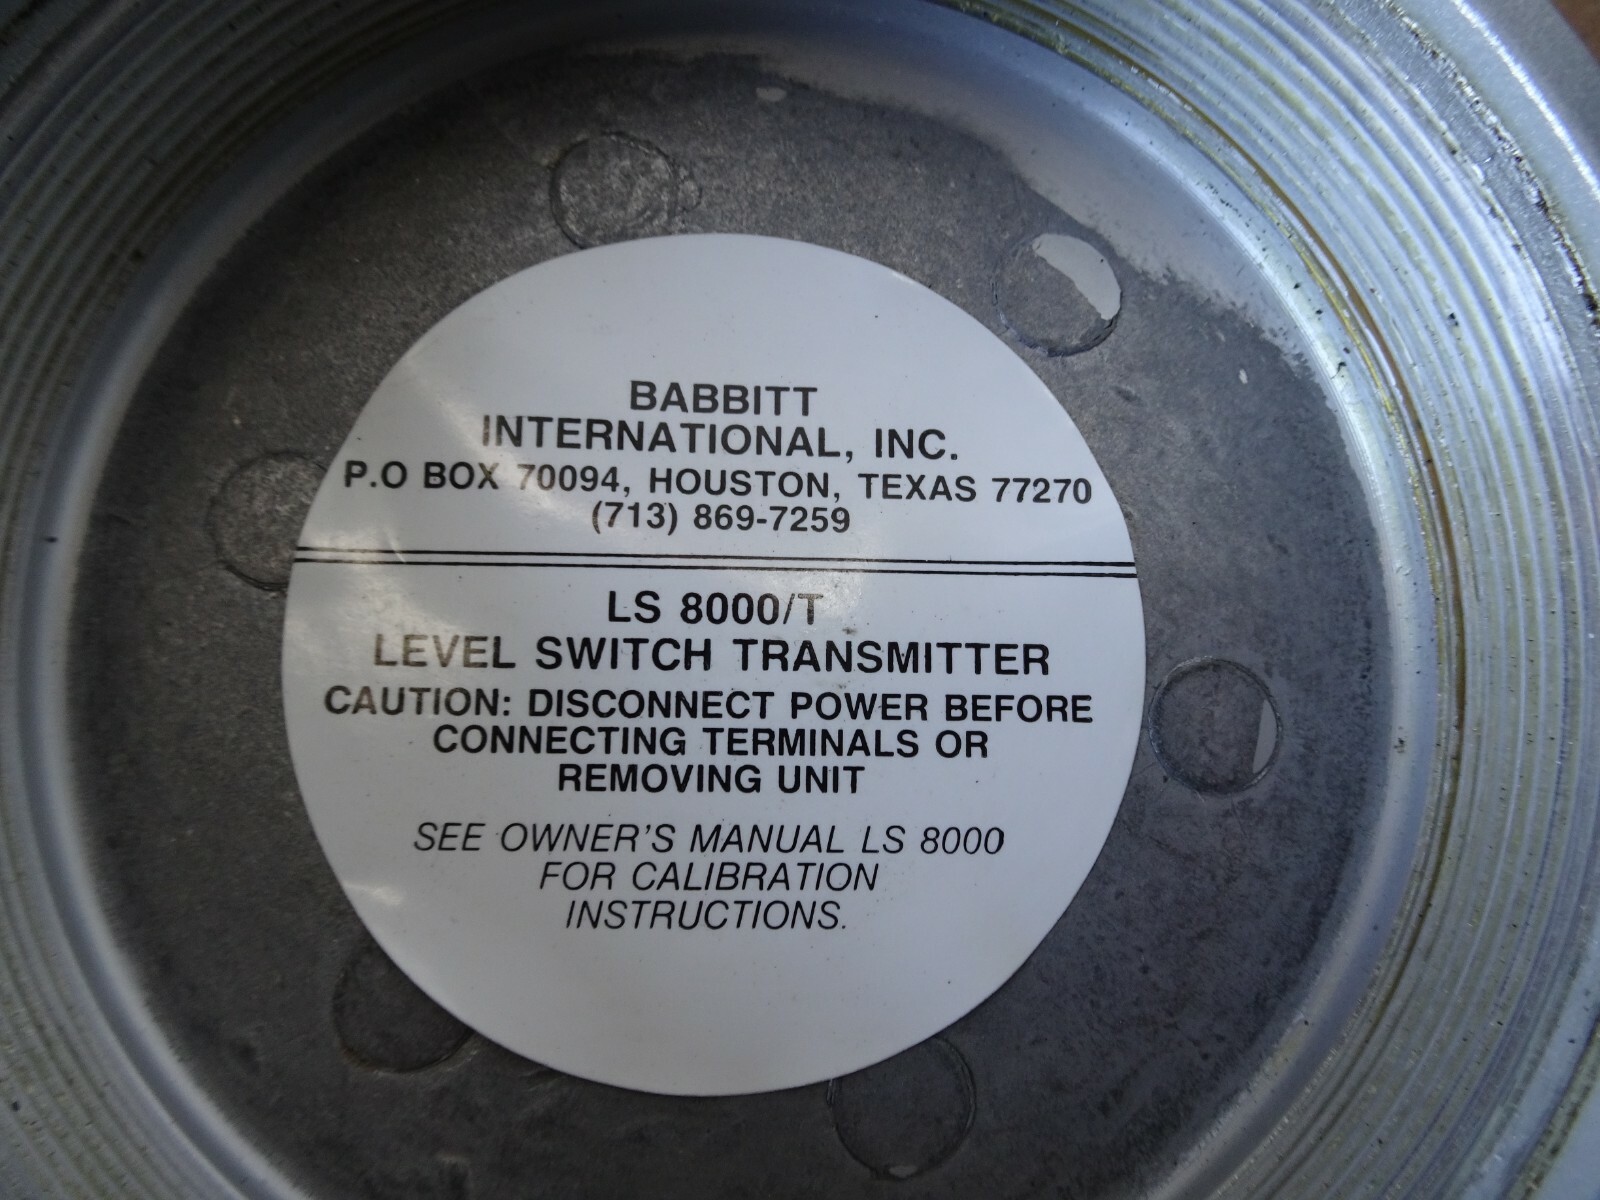 BABBITT
INTERNATIONAL, INC.
P.O BOX 70094, HOUSTON, TEXAS 77270
(713) 869-7259
LS 8000/T
LEVEL SWITCH TRANSMITTER
CAUTION: DISCONNECT POWER BEFORE
CONNECTING TERMINALS OR
REMOVING UNIT
SEE OWNER'S MANUAL LS 8000
FOR CALIBRATION
INSTRUCTIONS.